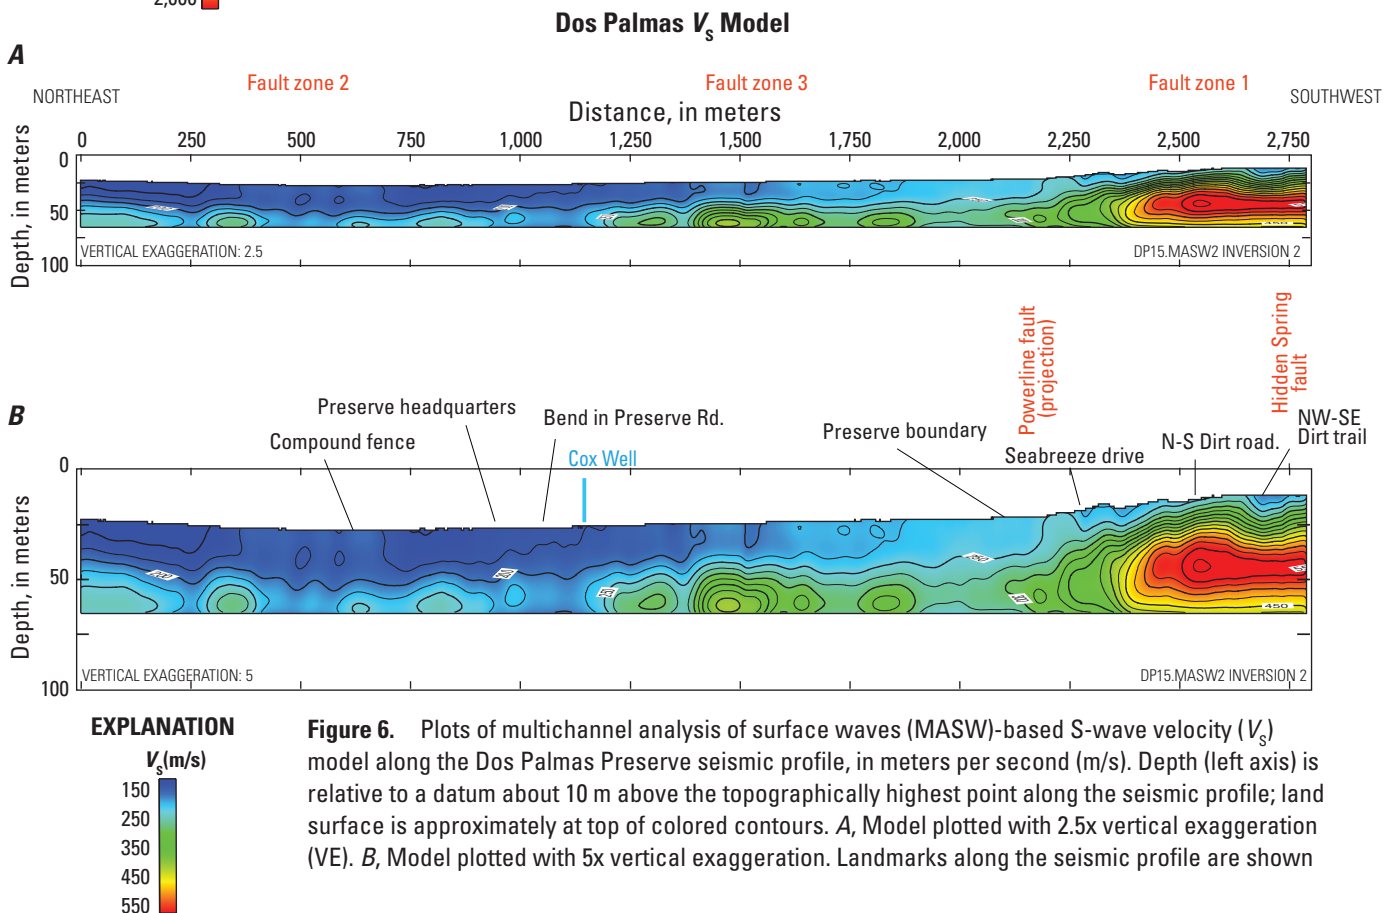 2,000
Dos Palmas Vs Model
A
Fault zone 2
Fault zone 3
Fault zone 1
NORTHEAST
SOUTHWEST
Distance, in meters
0 250 500 750 1,000 1,250 1,500 1,750 2,000 2,250 2,500 2,750
Depth, in meters
0
50
100
450
VERTICAL EXAGGERATION: 2.5
DP15.MASW2 INVERSION 2
Powerline fault
(projection)
Hidden Spring
fault
B
Compound fence
Preserve headquarters
Bend in Preserve Rd.
Cox Well
Preserve boundary
Seabreeze drive
N-S Dirt road.
NW-SE
Dirt trail
Depth, in meters
0
50
100
200
250
450
VERTICAL EXAGGERATION: 5
DP15.MASW2 INVERSION 2
EXPLANATION
Vs(m/s)
150
250
350
450
550
Figure 6. Plots of multichannel analysis of surface waves (MASW)-based S-wave velocity (Vs)
model along the Dos Palmas Preserve seismic profile, in meters per second (m/s). Depth (left axis) is
relative to a datum about 10 m above the topographically highest point along the seismic profile; land
surface is approximately at top of colored contours. A, Model plotted with 2.5x vertical exaggeration
(VE). B, Model plotted with 5x vertical exaggeration. Landmarks along the seismic profile are shown